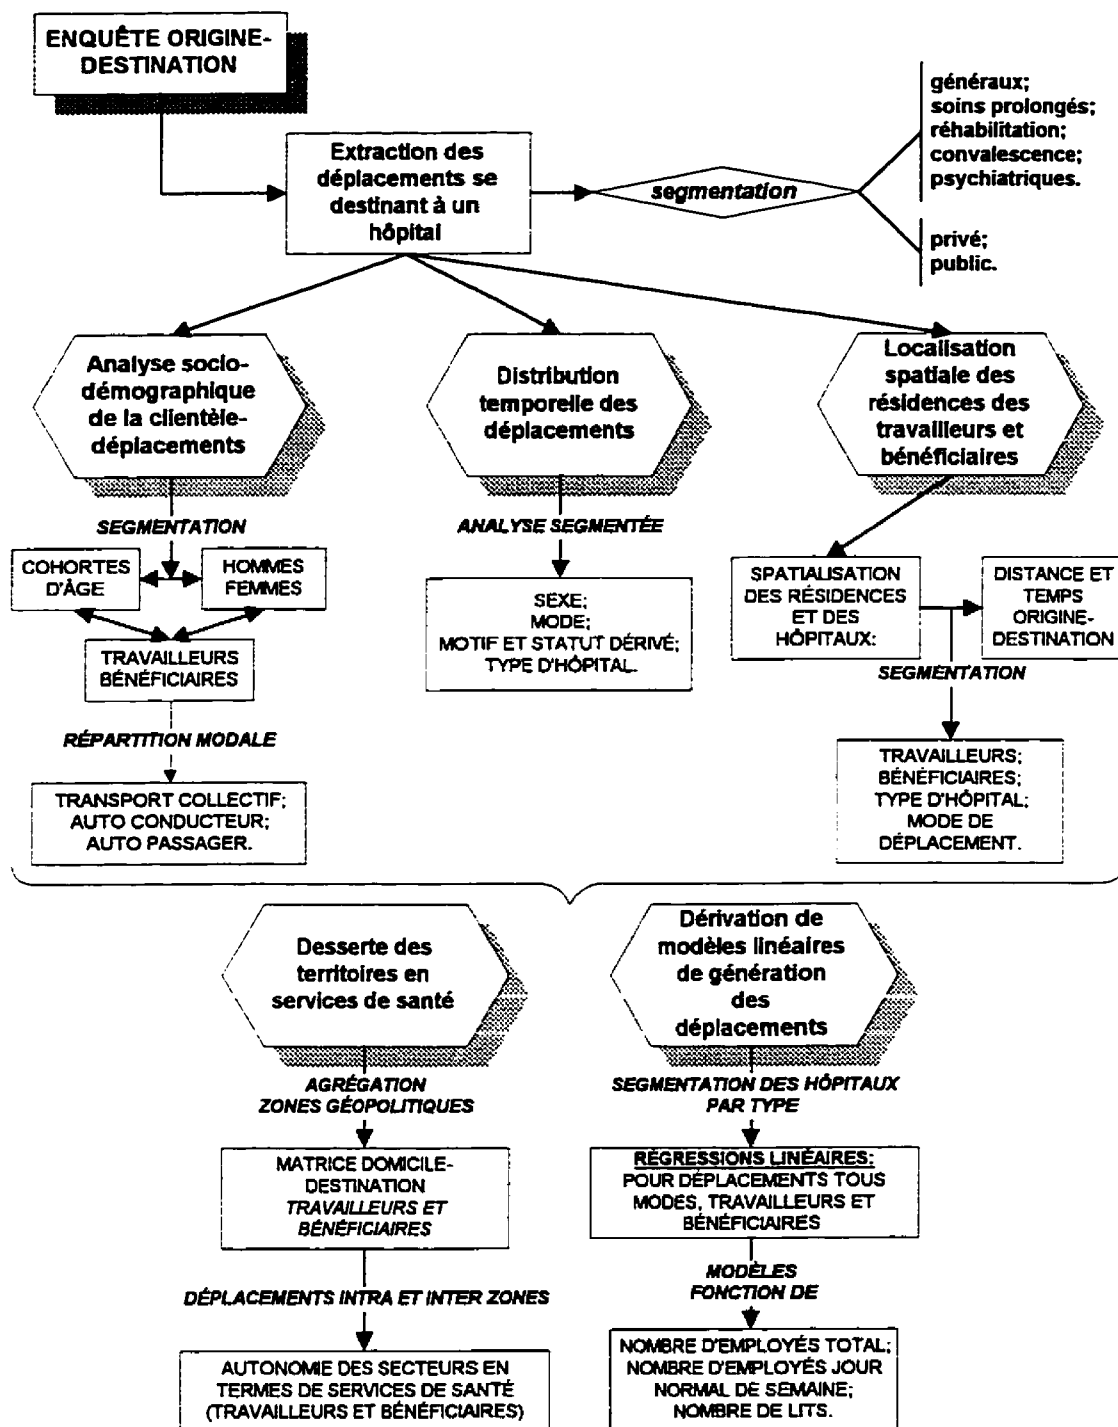 ENQUÊTE ORIGINE-
DESTINATION
Extraction des
déplacements se
destinant à un
hôpital
segmentation
généraux;
soins prolongés;
réhabilitation;
convalescence;
psychiatriques.
privé;
public.
Analyse socio-
démographique
de la clientèle-
déplacements
Distribution
temporelle des
déplacements
Localisation
spatiale des
résidences des
travailleurs et
bénéficiaires
SEGMENTATION
COHORTES
D'ÂGE
HOMMES
FEMMES
TRAVAILLEURS
BÉNÉFICIAIRES
RÉPARTITION MODALE
TRANSPORT COLLECTIF;
AUTO CONDUCTEUR;
AUTO PASSAGER.
ANALYSE SEGMENTÉE
SEXE;
MODE;
MOTIF ET STATUT DÉRIVÉ;
TYPE D'HÔPITAL.
SPATIALISATION
DES RÉSIDENCES
ET DES
HÔPITAUX:
DISTANCE ET
TEMPS
ORIGINE-
DESTINATION
SEGMENTATION
TRAVAILLEURS;
BÉNÉFICIAIRES;
TYPE D'HÔPITAL;
MODE DE
DÉPLACEMENT.
Desserte des
territoires en
services de santé
AGRÉGATION
ZONES GÉOPOLITIQUES
MATRICE DOMICILE-
DESTINATION
TRAVAILLEURS ET
BÉNÉFICIAIRES
DÉPLACEMENTS INTRA ET INTER ZONES
AUTONOMIE DES SECTEURS EN
TERMES DE SERVICES DE SANTÉ
(TRAVAILLEURS ET BÉNÉFICIAIRES)
Dérivation de
modèles linéaires
de génération
des
déplacements
SEGMENTATION DES HÔPITAUX
PAR TYPE
RÉGRESSIONS LINÉAIRES:
POUR DÉPLACEMENTS TOUS
MODES, TRAVAILLEURS ET
BÉNÉFICIAIRES
MODÈLES
FONCTION DE
NOMBRE D'EMPLOYÉS TOTAL;
NOMBRE D'EMPLOYÉS JOUR
NORMAL DE SEMAINE;
NOMBRE DE LITS.